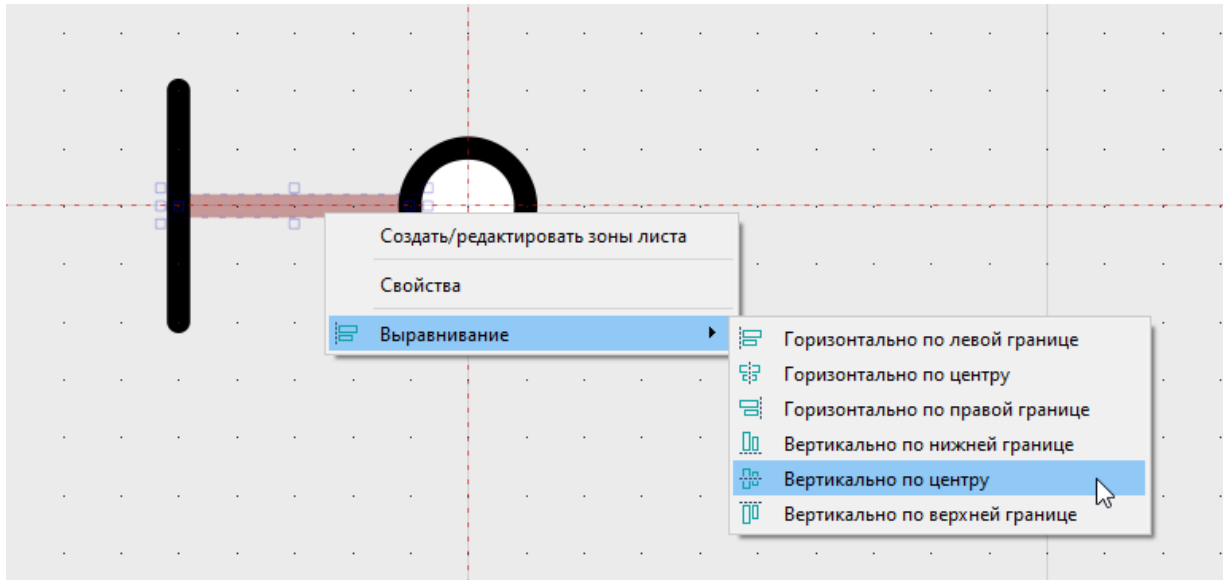 Создать/редактировать зоны листа
Свойства
Выравнивание
Горизонтально по левой границе
Горизонтально по центру
Горизонтально по правой границе
Вертикально по нижней границе
Вертикально по центру
Вертикально по верхней границе